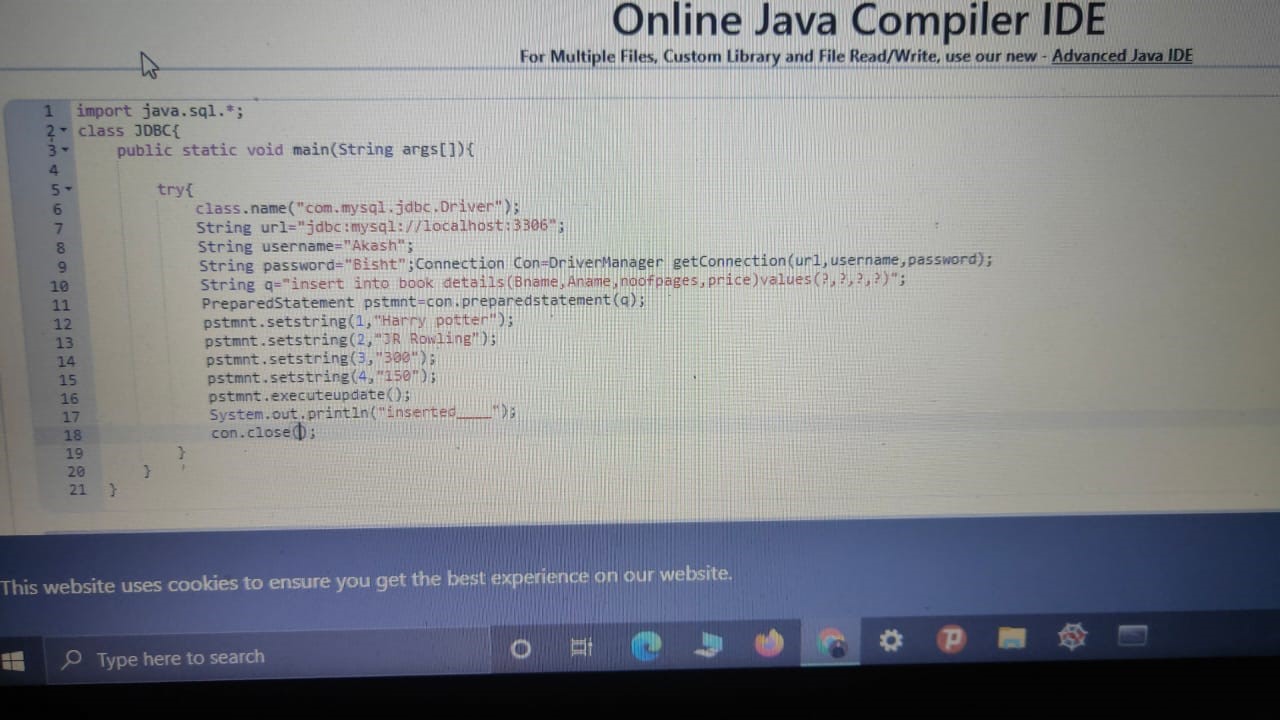 Online Java Compiler IDE
For Multiple Files, Custom Library and File Read/Write, use our new - Advanced Java IDE
1 import java.sql.*;
2 class JDBC{
3 public static void main(String args[]){
4
5 try{
6 class.name("com.mysql.jdbc.Driver");
7 String url="jdbc:mysql://localhost:3306";
8 String username="Akash";
9 String password="Bisht";Connection Con=DriverManager getConnection(url,username,password);
10 String q="insert into book details(Bname,Aname,noofpages,price)values(?,?,?,?)";
11 PreparedStatement pstmnt=con.preparedstatement(q);
12 pstmnt.setstring(1,"Harry potter");
13 pstmnt.setstring(2,"JR Rowling");
14 pstmnt.setstring(3,"300");
15 pstmnt.setstring(4,"150");
16 pstmnt.executeupdate();
17 System.out.println("inserted____");
18 con.close();
19 }
20 }
21 }
This website uses cookies to ensure you get the best experience on our website.
Type here to search